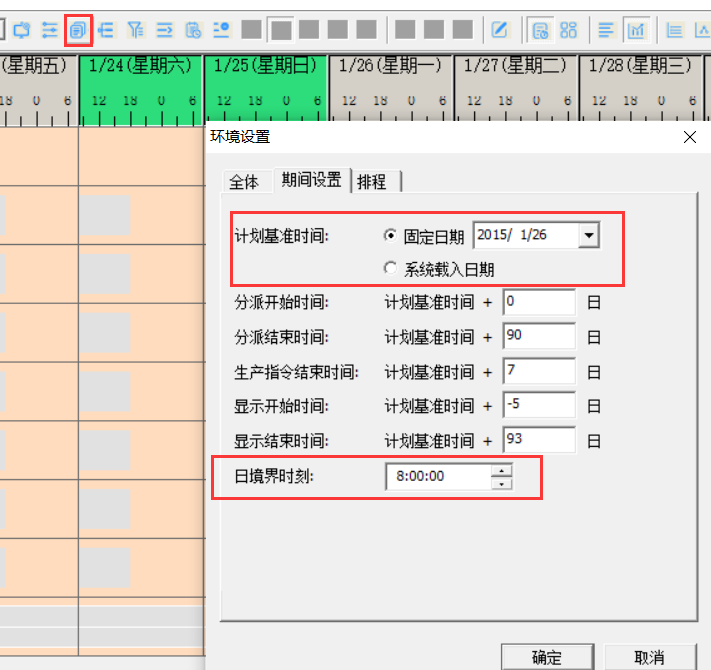 (星期五) 1/24(星期六) 1/25(星期日) 1/26(星期一) 1/27(星期二) 1/28(星期三)
18 0 6 12 18 0 6 12 18 0 6 12 18 0 6 12 18 0 6 12 18 0 6
环境设置
全体 期间设置 排程
计划基准时间: 固定日期 2015/ 1/26
系统载入日期
分派开始时间: 计划基准时间 + 0 日
分派结束时间: 计划基准时间 + 90 日
生产指令结束时间: 计划基准时间 + 7 日
显示开始时间: 计划基准时间 + -5 日
显示结束时间: 计划基准时间 + 93 日
日境界时刻: 8:00:00
确定 取消